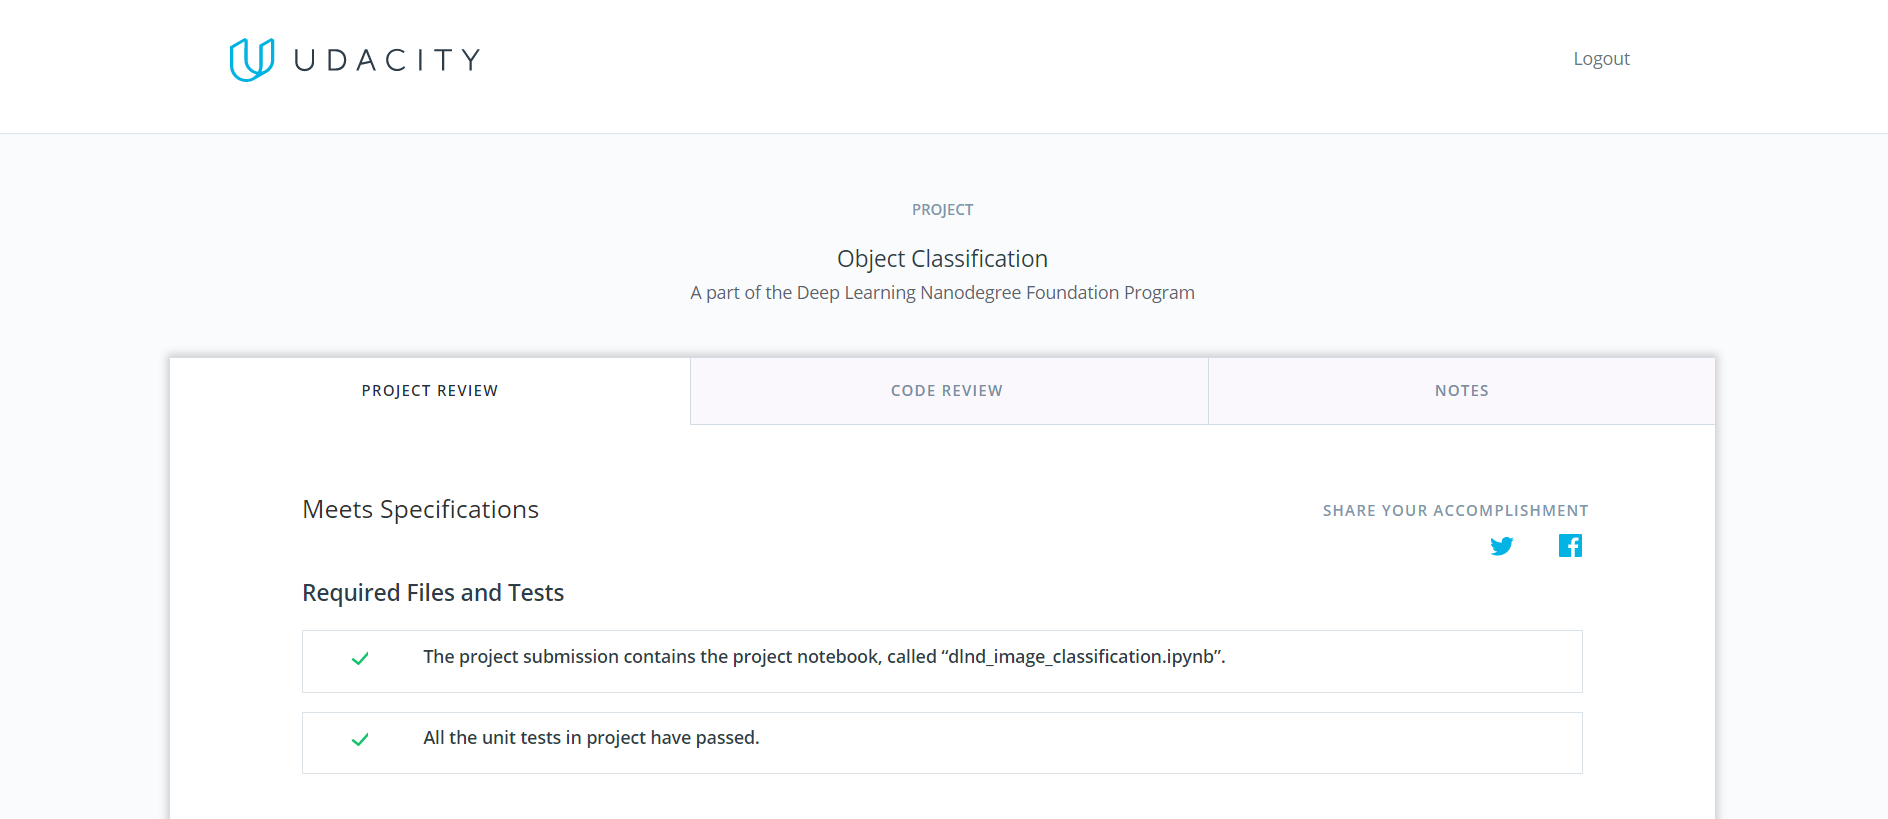 UDACITY
Logout
PROJECT
Object Classification
A part of the Deep Learning Nanodegree Foundation Program
PROJECT REVIEW
CODE REVIEW
NOTES
Meets Specifications
SHARE YOUR ACCOMPLISHMENT
Required Files and Tests
The project submission contains the project notebook, called “dlnd_image_classification.ipynb”.
All the unit tests in project have passed.